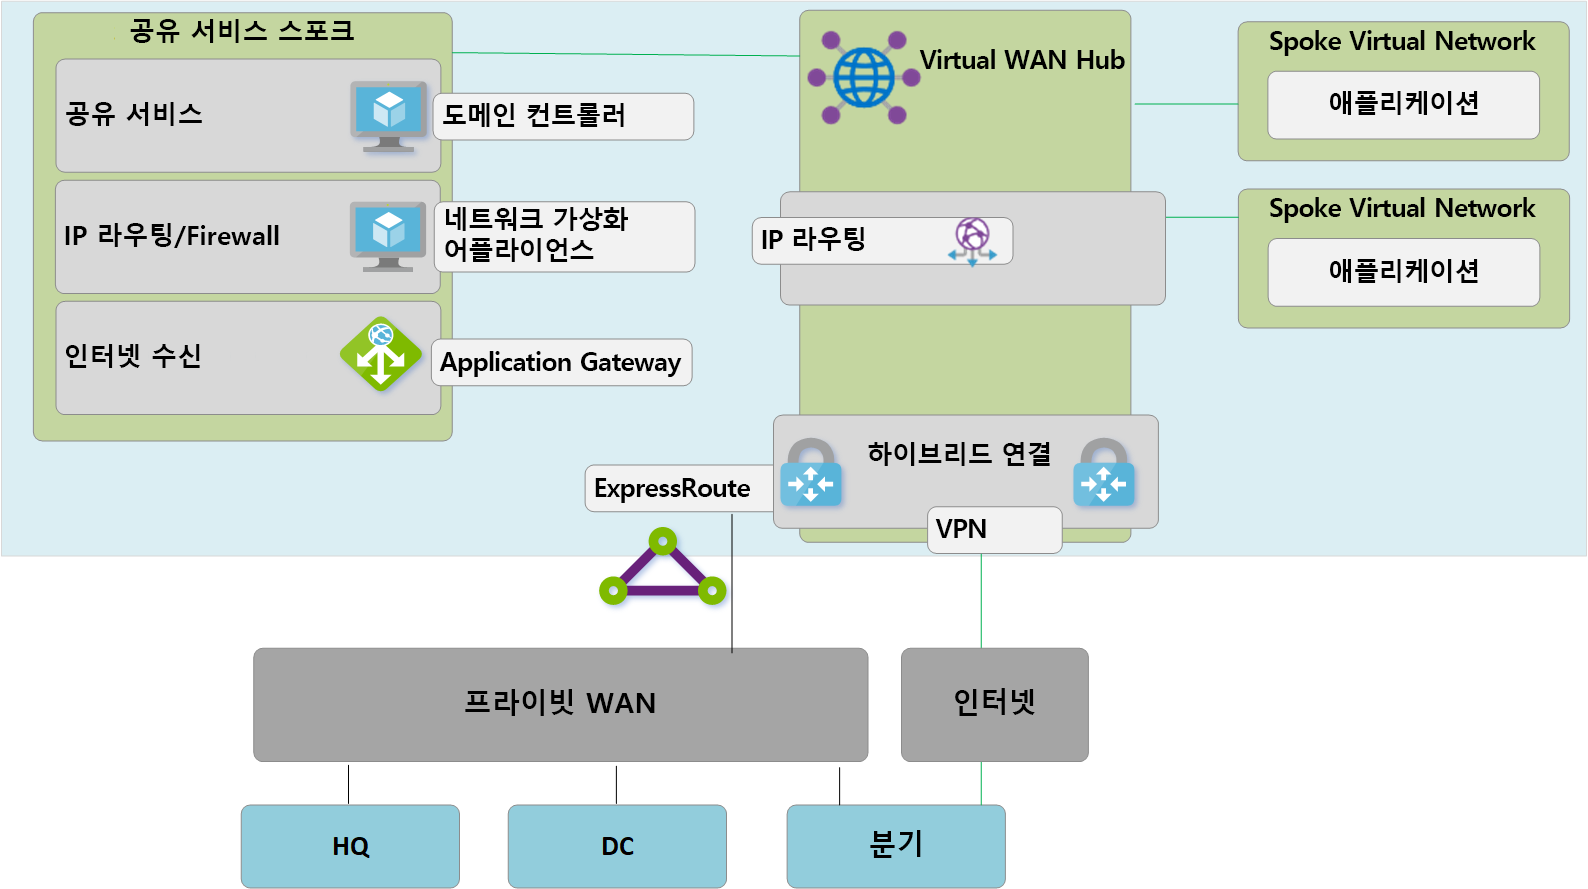 공유 서비스 스포크
공유 서비스
도메인 컨트롤러
IP 라우팅/Firewall
네트워크 가상화
어플라이언스
인터넷 수신
Application Gateway
Virtual WAN Hub
IP 라우팅
하이브리드 연결
ExpressRoute
VPN
Spoke Virtual Network
애플리케이션
Spoke Virtual Network
애플리케이션
프라이빗 WAN
인터넷
HQ
DC
분기